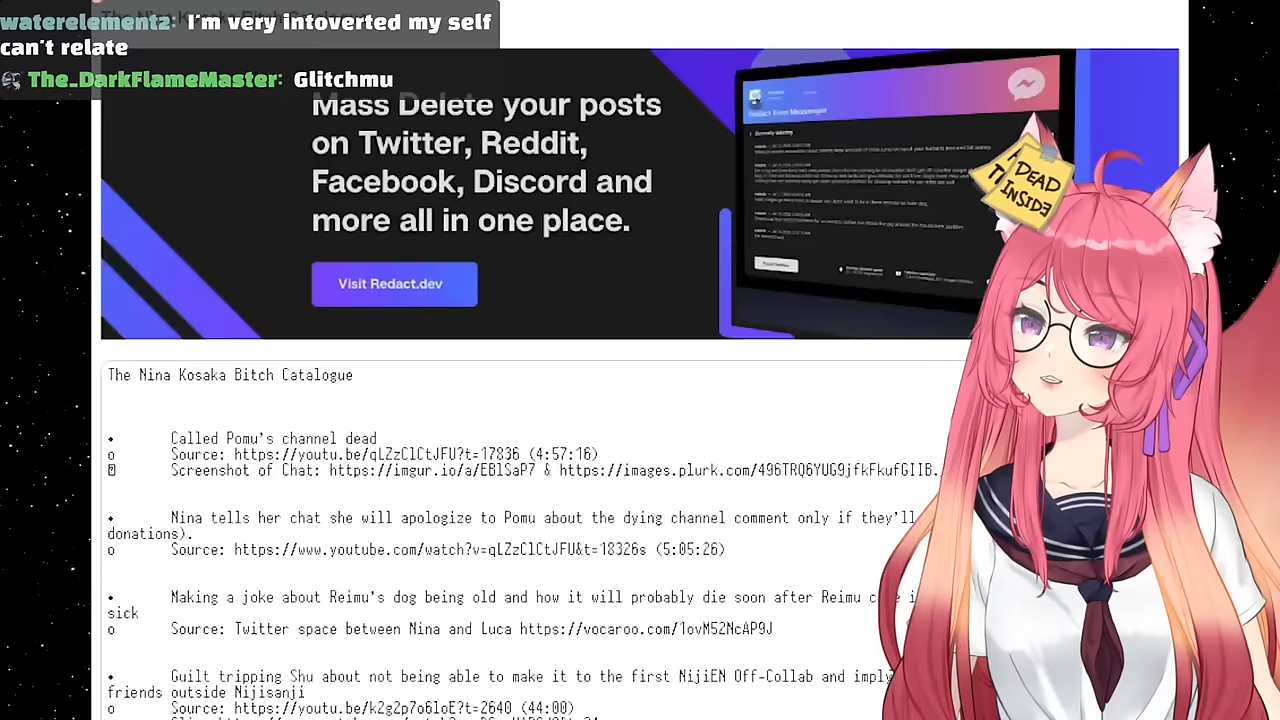 waterelementz: I'm very intoverted my self
can't relate
The_DarkFlameMaster: Glitchmu
Mass Delete your posts
on Twitter, Reddit,
Facebook, Discord and
more all in one place.
Visit Redact.dev
DEAD
INSIDE
The Nina Kosaka Bitch Catalogue
Called Pomu's channel dead
o Source: https://youtu.be/qLZzClCtJFU?t=17836 (4:57:16)
Screenshot of Chat: https://imgur.io/a/EBlSaP7 & https://images.plurk.com/496TRQ6YUG9jfkFkufGIIB.
Nina tells her chat she will apologize to Pomu about the dying channel comment only if they'll
donations).
o Source: https://www.youtube.com/watch?v=qLZzClCtJFU&t=18326s (5:05:26)
Making a joke about Reimu's dog being old and how it will probably die soon after Reimu
sick
o Source: Twitter space between Nina and Luca https://vocaroo.com/1ovM52NcAP9J
Guilt tripping Shu about not being able to make it to the first NijiEN Off-Collab and imply
friends outside Nijisanji
o Source: https://youtu.be/k2g2p7o6loE?t=2640 (44:00)